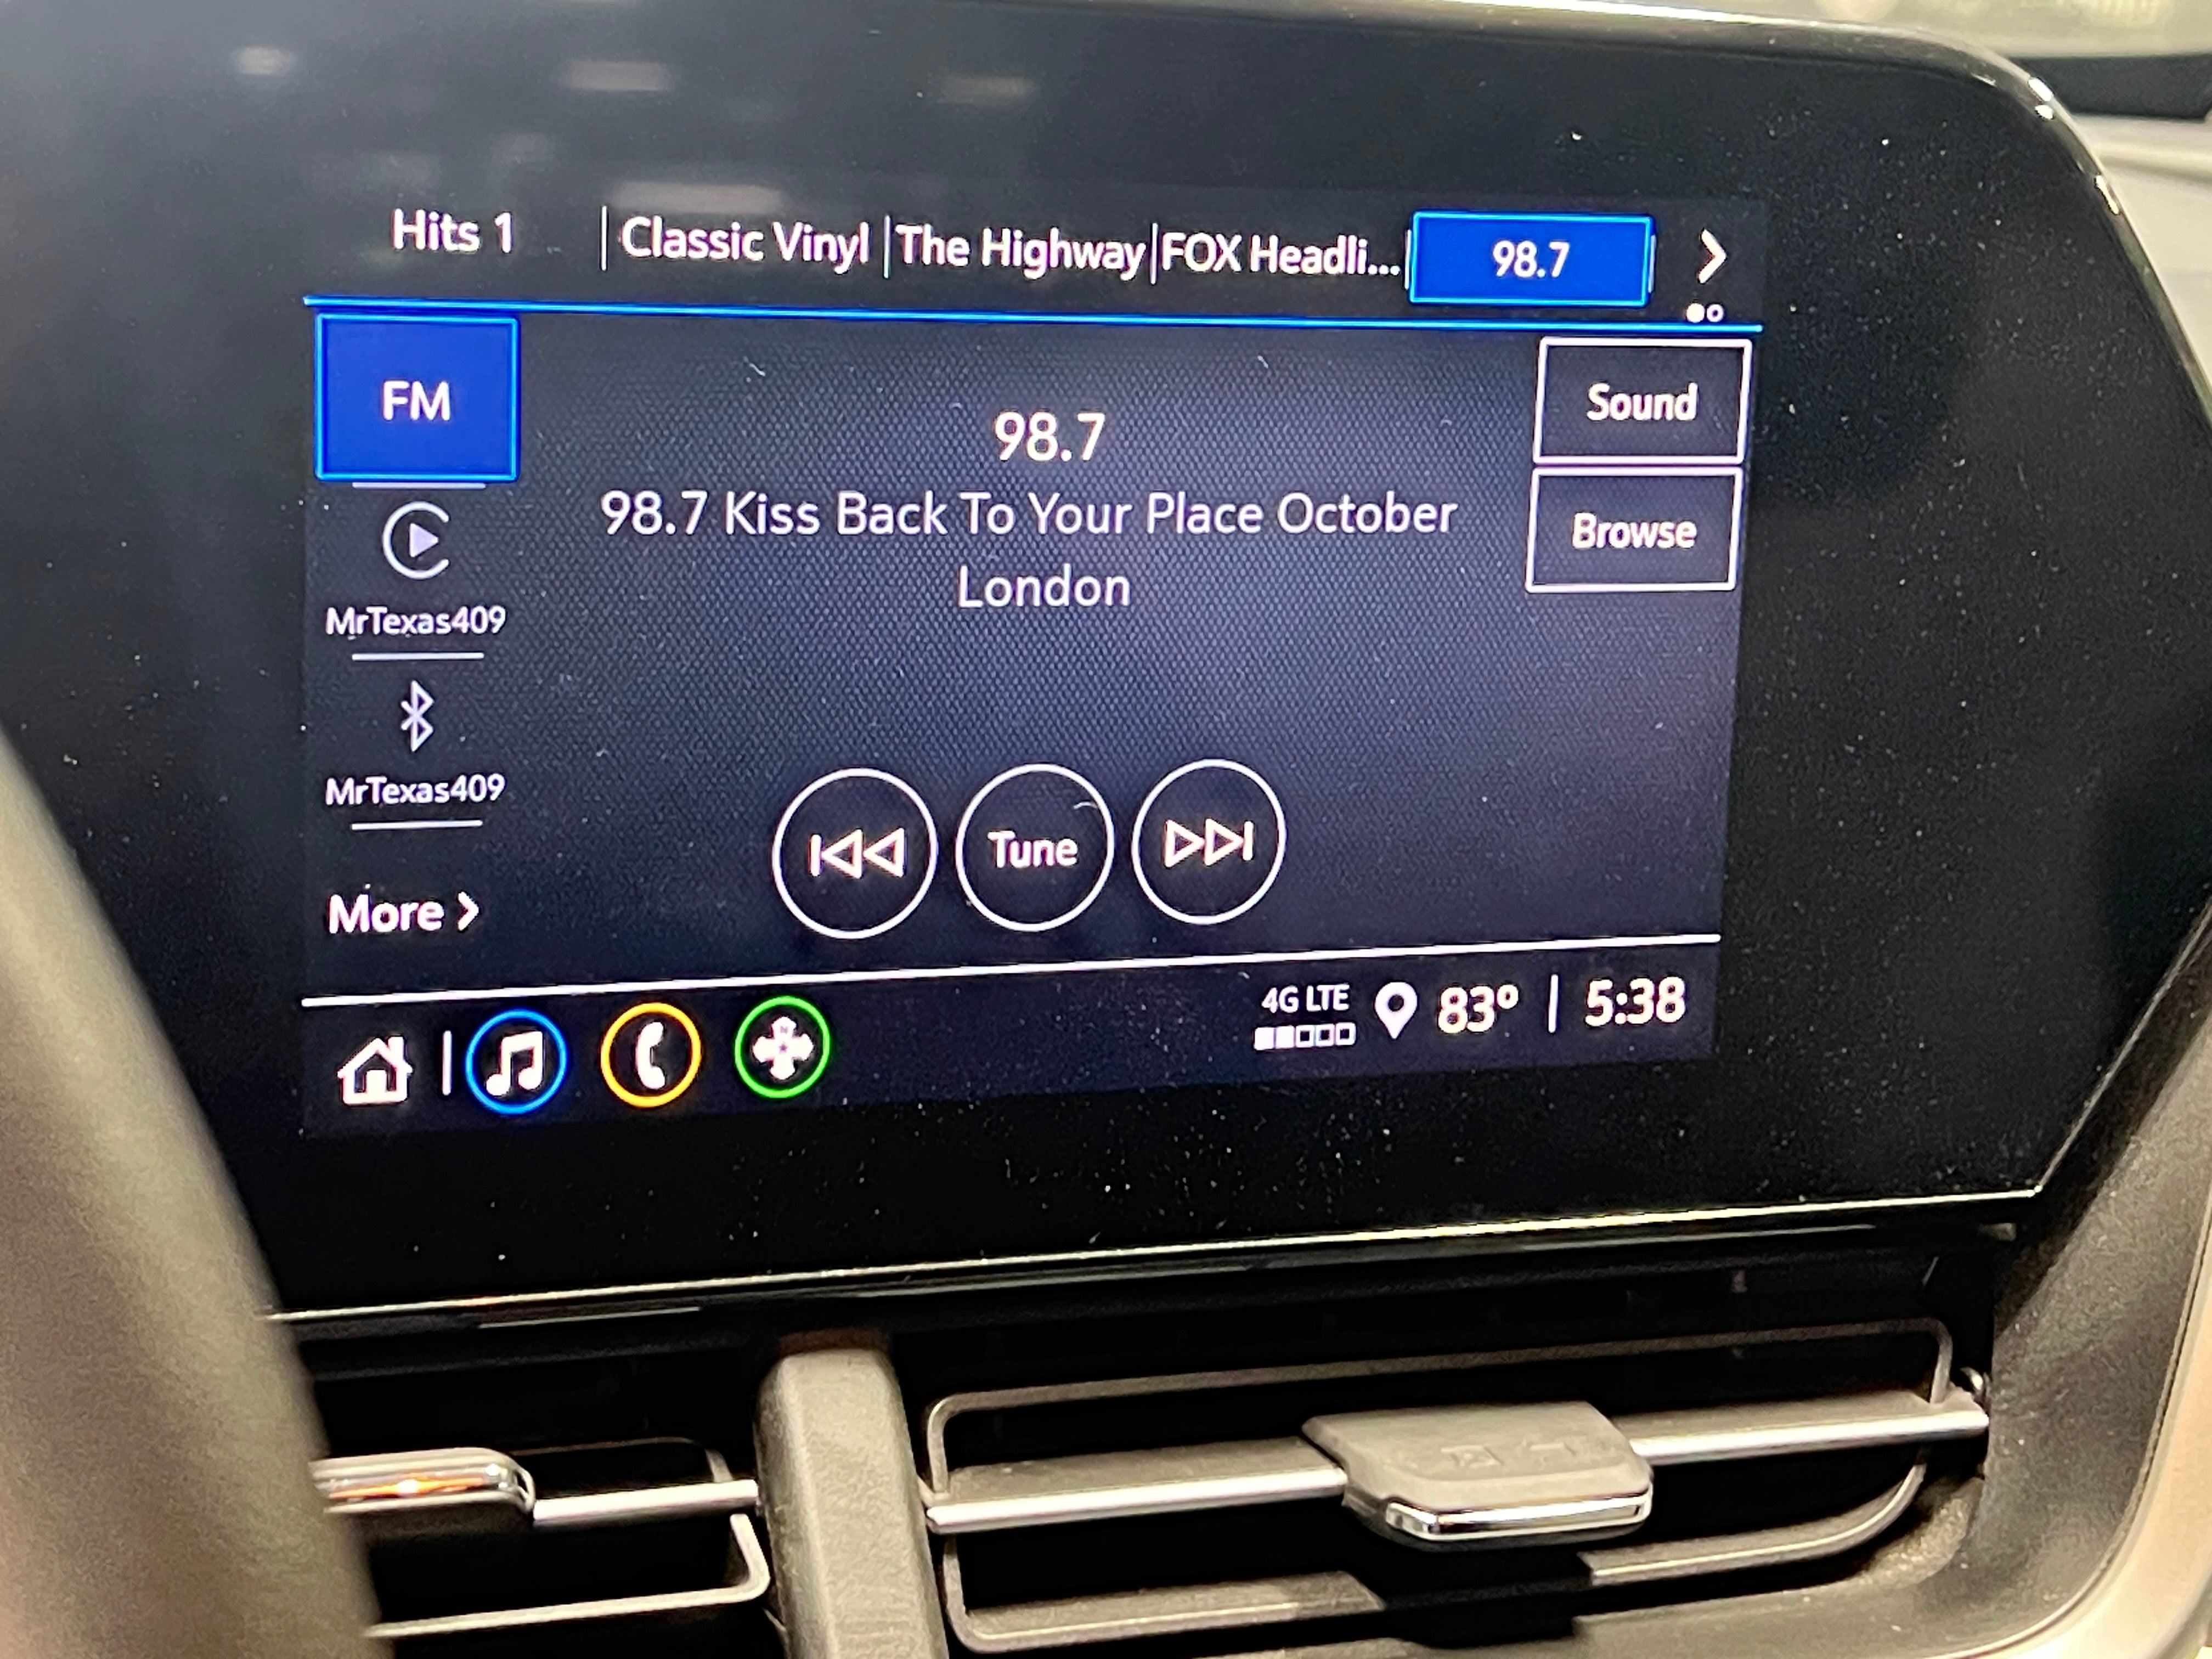 Hits 1
Classic Vinyl
The Highway
FOX Headli...
98.7
FM
Sound
98.7
98.7 Kiss Back To Your Place October
London
Browse
MrTexas409
MrTexas409
Tune
More
4G LTE
83°
5:38